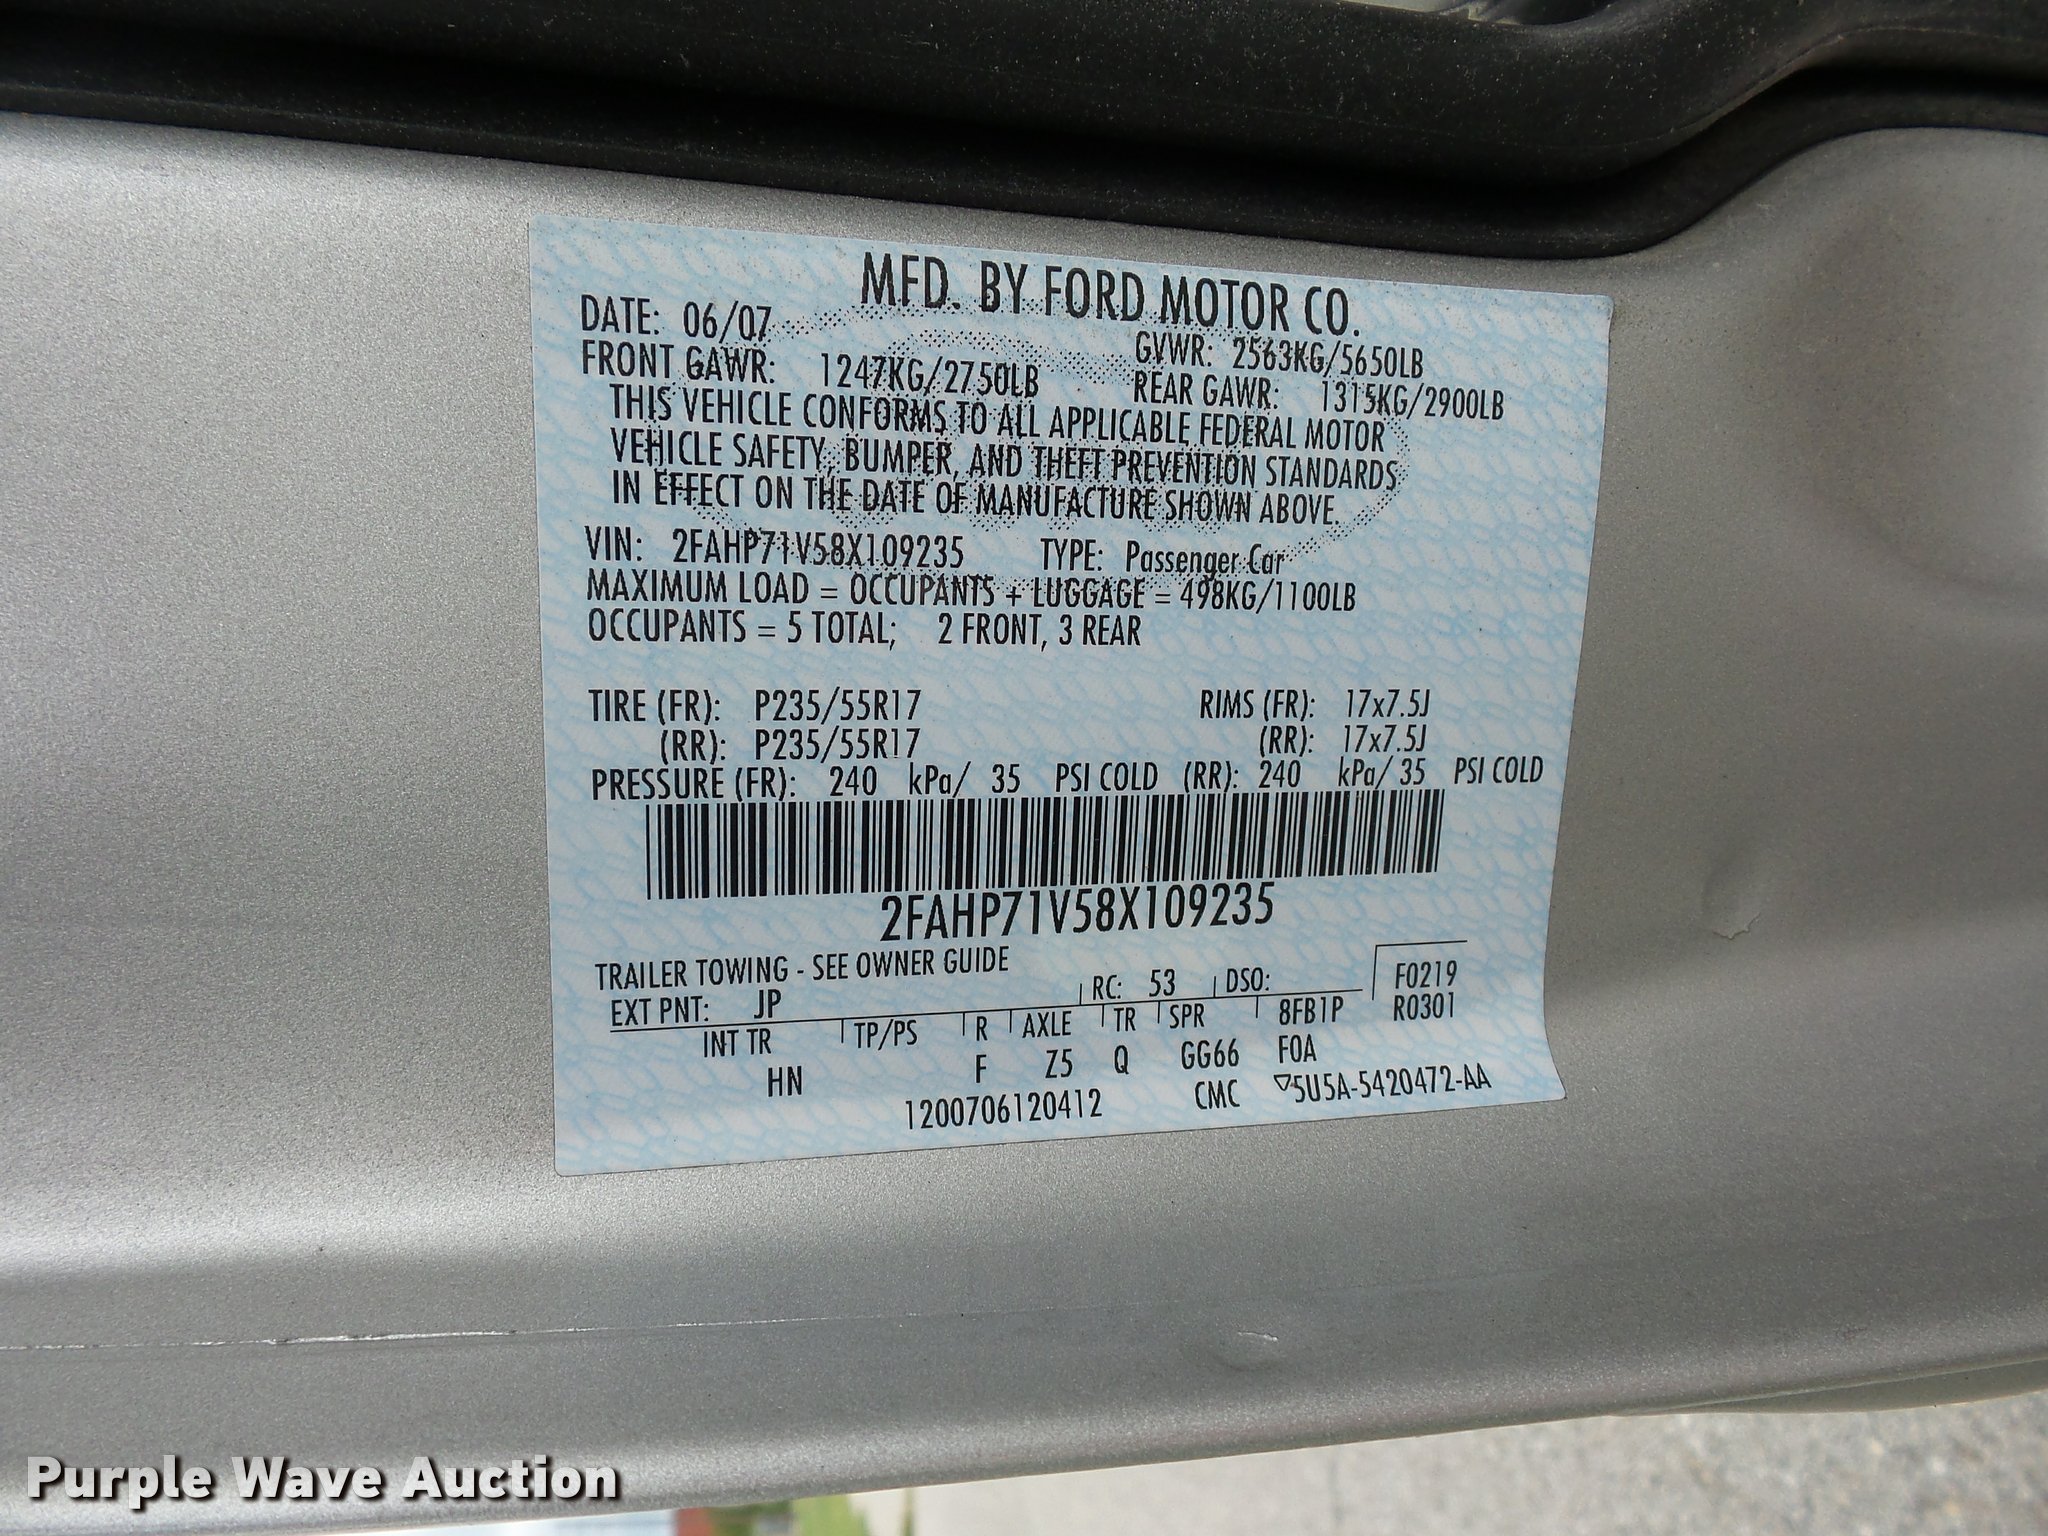 MFD. BY FORD MOTOR CO.
DATE: 06/07 GVWR: 2563KG/5650LB
FRONT GAWR: 1247KG/2750LB REAR GAWR: 1315KG/2900LB
THIS VEHICLE CONFORMS TO ALL APPLICABLE FEDERAL MOTOR
VEHICLE SAFETY, BUMPER, AND THEFT PREVENTION STANDARDS
IN EFFECT ON THE DATE OF MANUFACTURE SHOWN ABOVE.
VIN: 2FAHP71V58X109235 TYPE: Passenger Car
MAXIMUM LOAD = OCCUPANTS + LUGGAGE = 498KG/1100LB
OCCUPANTS = 5 TOTAL; 2 FRONT, 3 REAR
TIRE (FR): P235/55R17 RIMS (FR): 17x7.5J
(RR): P235/55R17 (RR): 17x7.5J
PRESSURE (FR): 240 kPa/ 35 PSI COLD (RR): 240 kPa/ 35 PSI COLD
2FAHP71V58X109235
TRAILER TOWING - SEE OWNER GUIDE
EXT PNT: JP RC: 53 DSO: F0219
INT TR TP/PS R AXLE TR SPR 8FB1P R0301
HN F Z5 Q GG66 FOA
1200706120412 CMC ▽5U5A-5420472-AA
Purple Wave Auction